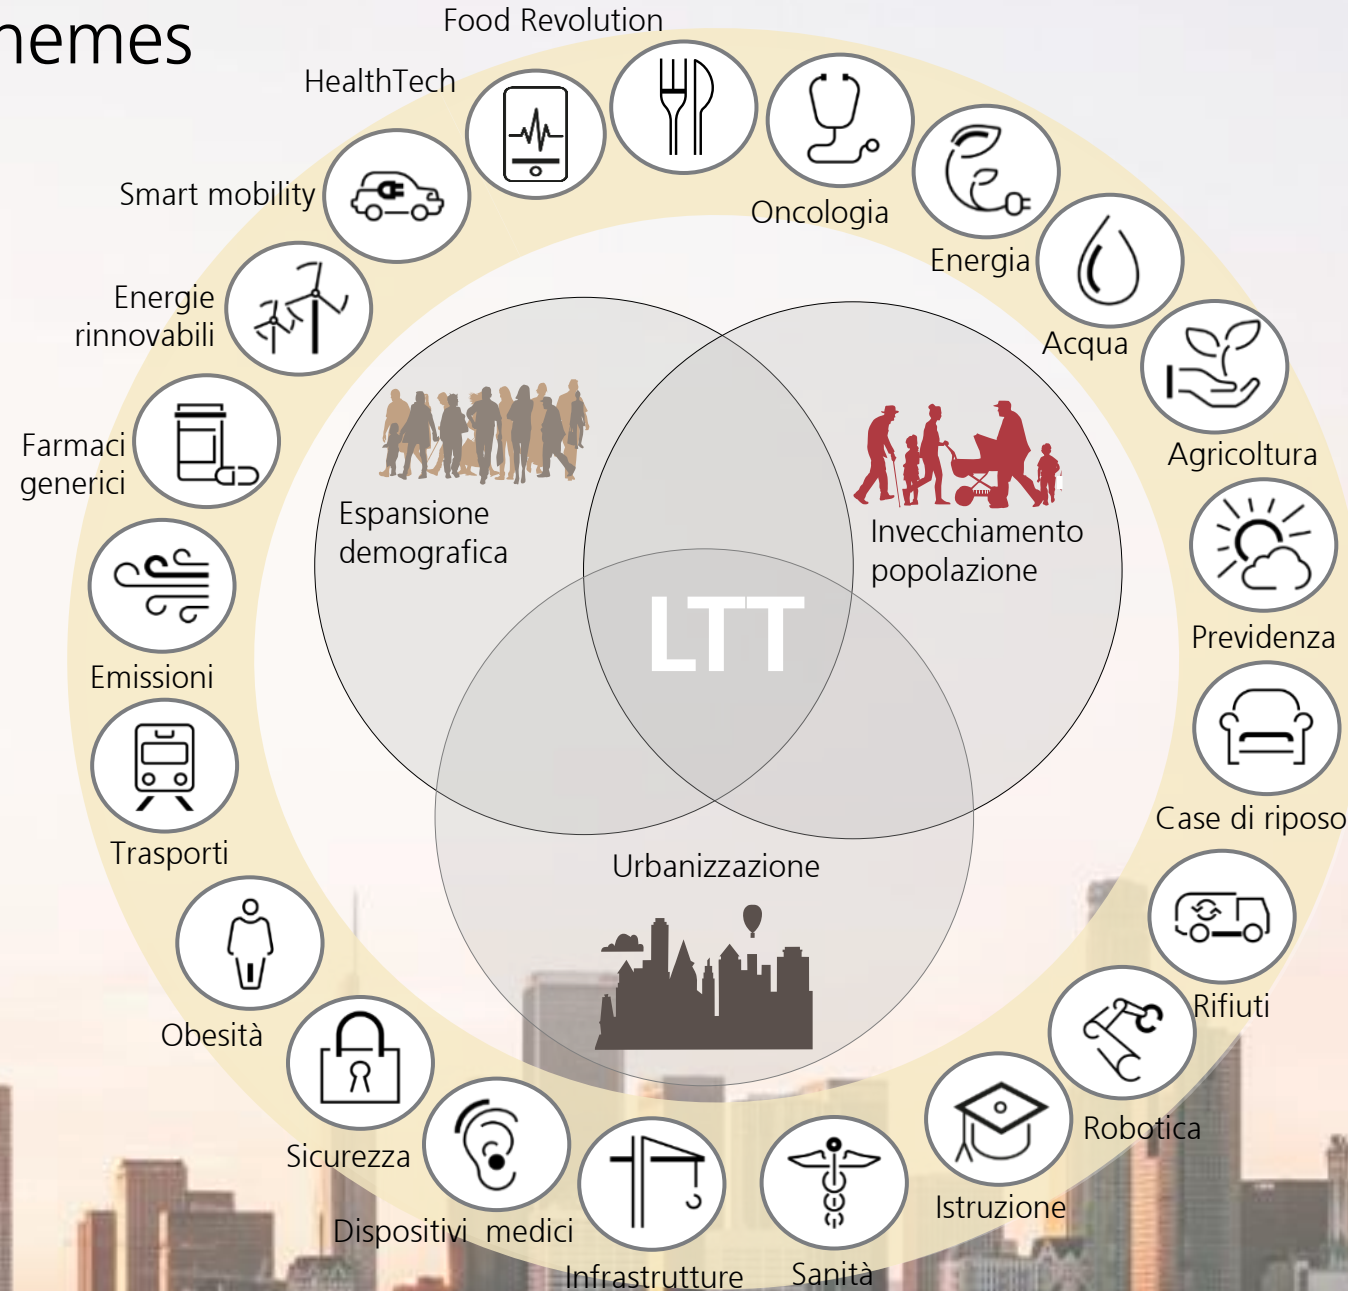 hemes
Food Revolution
HealthTech
Smart mobility
Oncologia
Energia
Energie
rinnovabili
Acqua
Farmaci
generici
Agricoltura
Espansione
demografica
Invecchiamento
popolazione
LTT
Previdenza
Emissioni
Case di riposo
Trasporti
Urbanizzazione
Rifiuti
Obesità
Robotica
Sicurezza
Istruzione
Dispositivi medici
Infrastrutture
Sanità